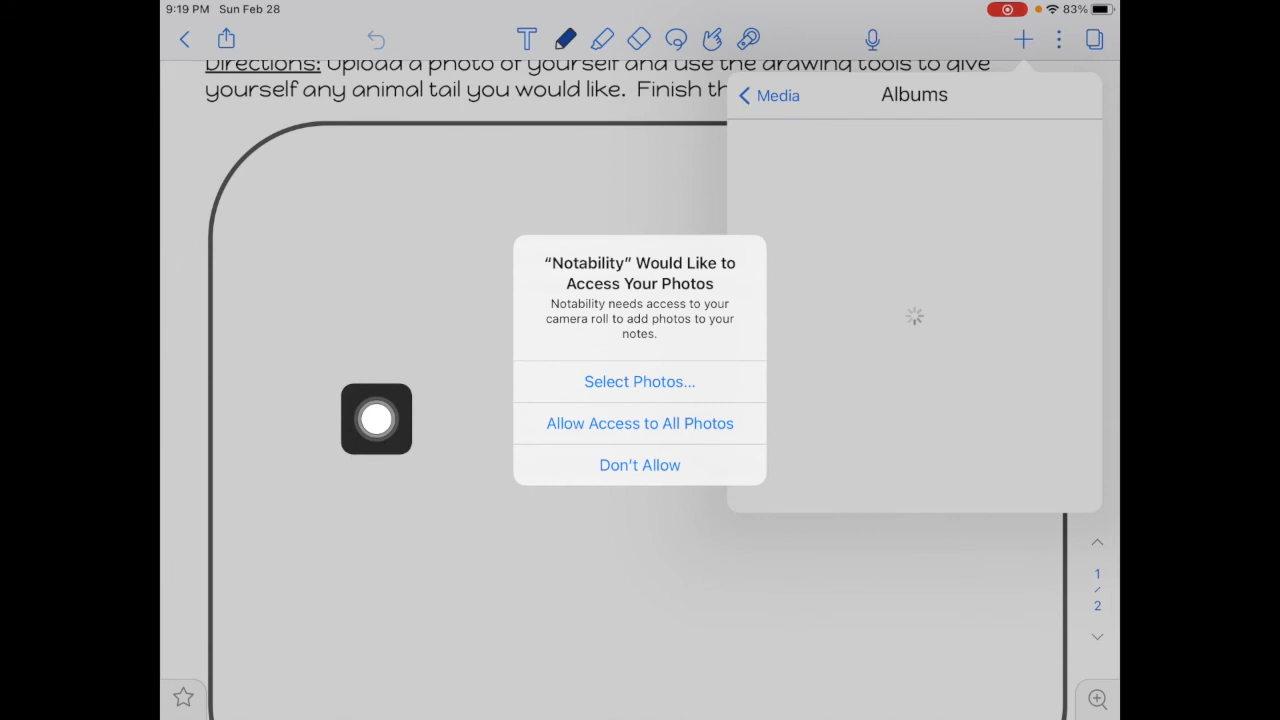 9:19 PM Sun Feb 28
83%
T
Directions: Upload a photo of yourself and use the drawing tools to give
yourself any animal tail you would like. Finish th
Media
Albums
“Notability” Would Like to
Access Your Photos
Notability needs access to your
camera roll to add photos to your
notes.
Select Photos...
Allow Access to All Photos
Don’t Allow
1
/
2